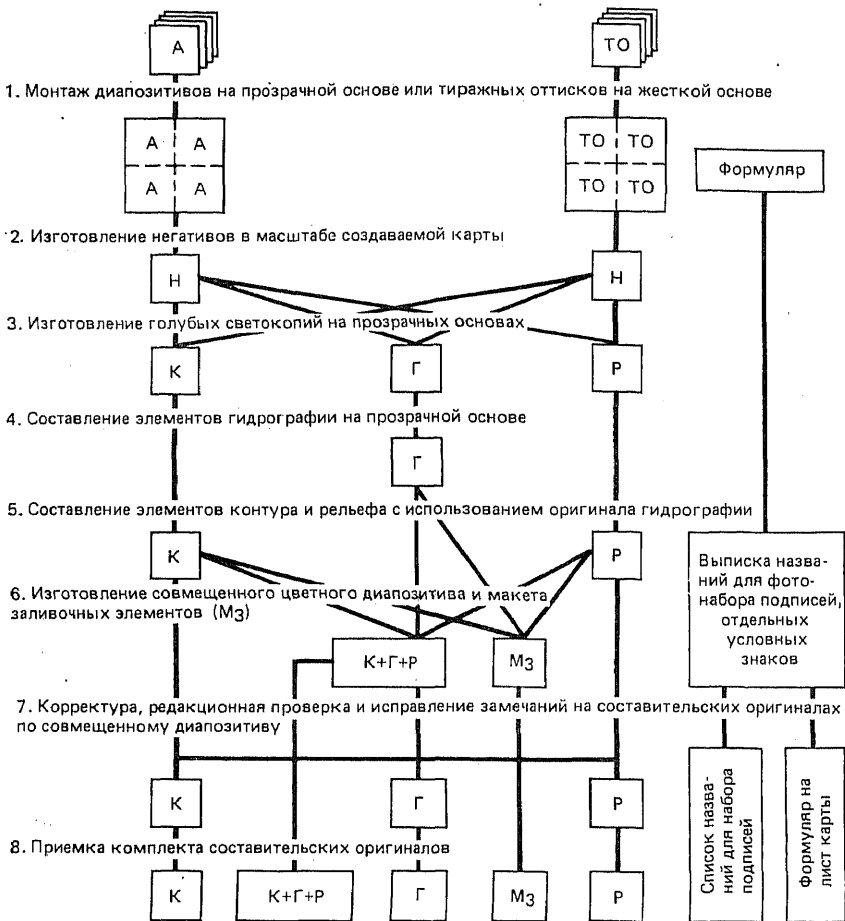 А
ТО
1. Монтаж диапозитивов на прозрачной основе или тиражных оттисков на жесткой основе
А А
ТО ТО
А А
ТО ТО
Формуляр
2. Изготовление негативов в масштабе создаваемой карты
Н
Н
3. Изготовление голубых светокопий на прозрачных основах
К
Г
Р
4. Составление элементов гидрографии на прозрачной основе
Г
5. Составление элементов контура и рельефа с использованием оригинала гидрографии
К
Р
Выписка назва-
ний для фото-
набора подписей,
отдельных
условных
знаков
6. Изготовление совмещенного цветного диапозитива и макета
заливочных элементов (МЗ)
К+Г+Р
МЗ
7. Корректура, редакционная проверка и исправление замечаний на составительских оригиналах
по совмещенному диапозитиву
К
Г
Р
Список назва-
ний для набора
подписей
Формуляр на
лист карты
8. Приемка комплекта составительских оригиналов
К
К+Г+Р
Г
МЗ
Р